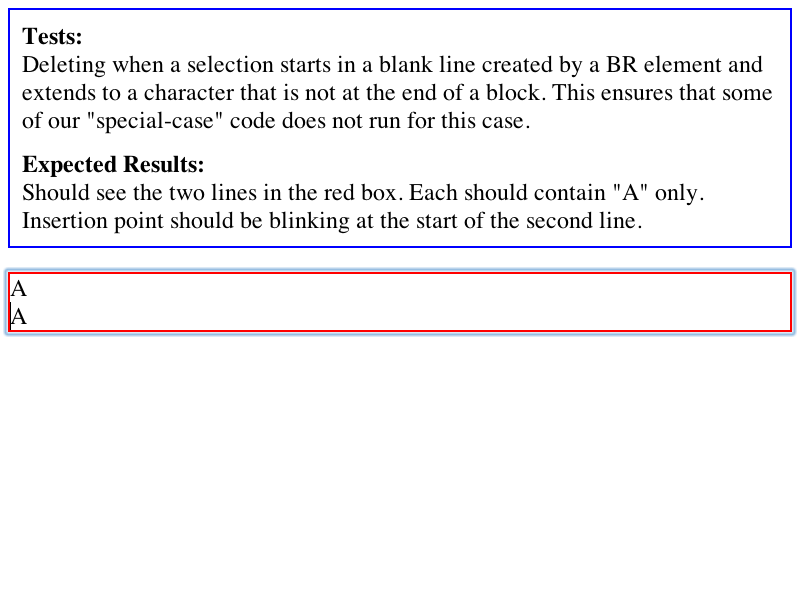 Tests:
Deleting when a selection starts in a blank line created by a BR element and
extends to a character that is not at the end of a block. This ensures that some
of our "special-case" code does not run for this case.
Expected Results:
Should see the two lines in the red box. Each should contain "A" only.
Insertion point should be blinking at the start of the second line.
A
A